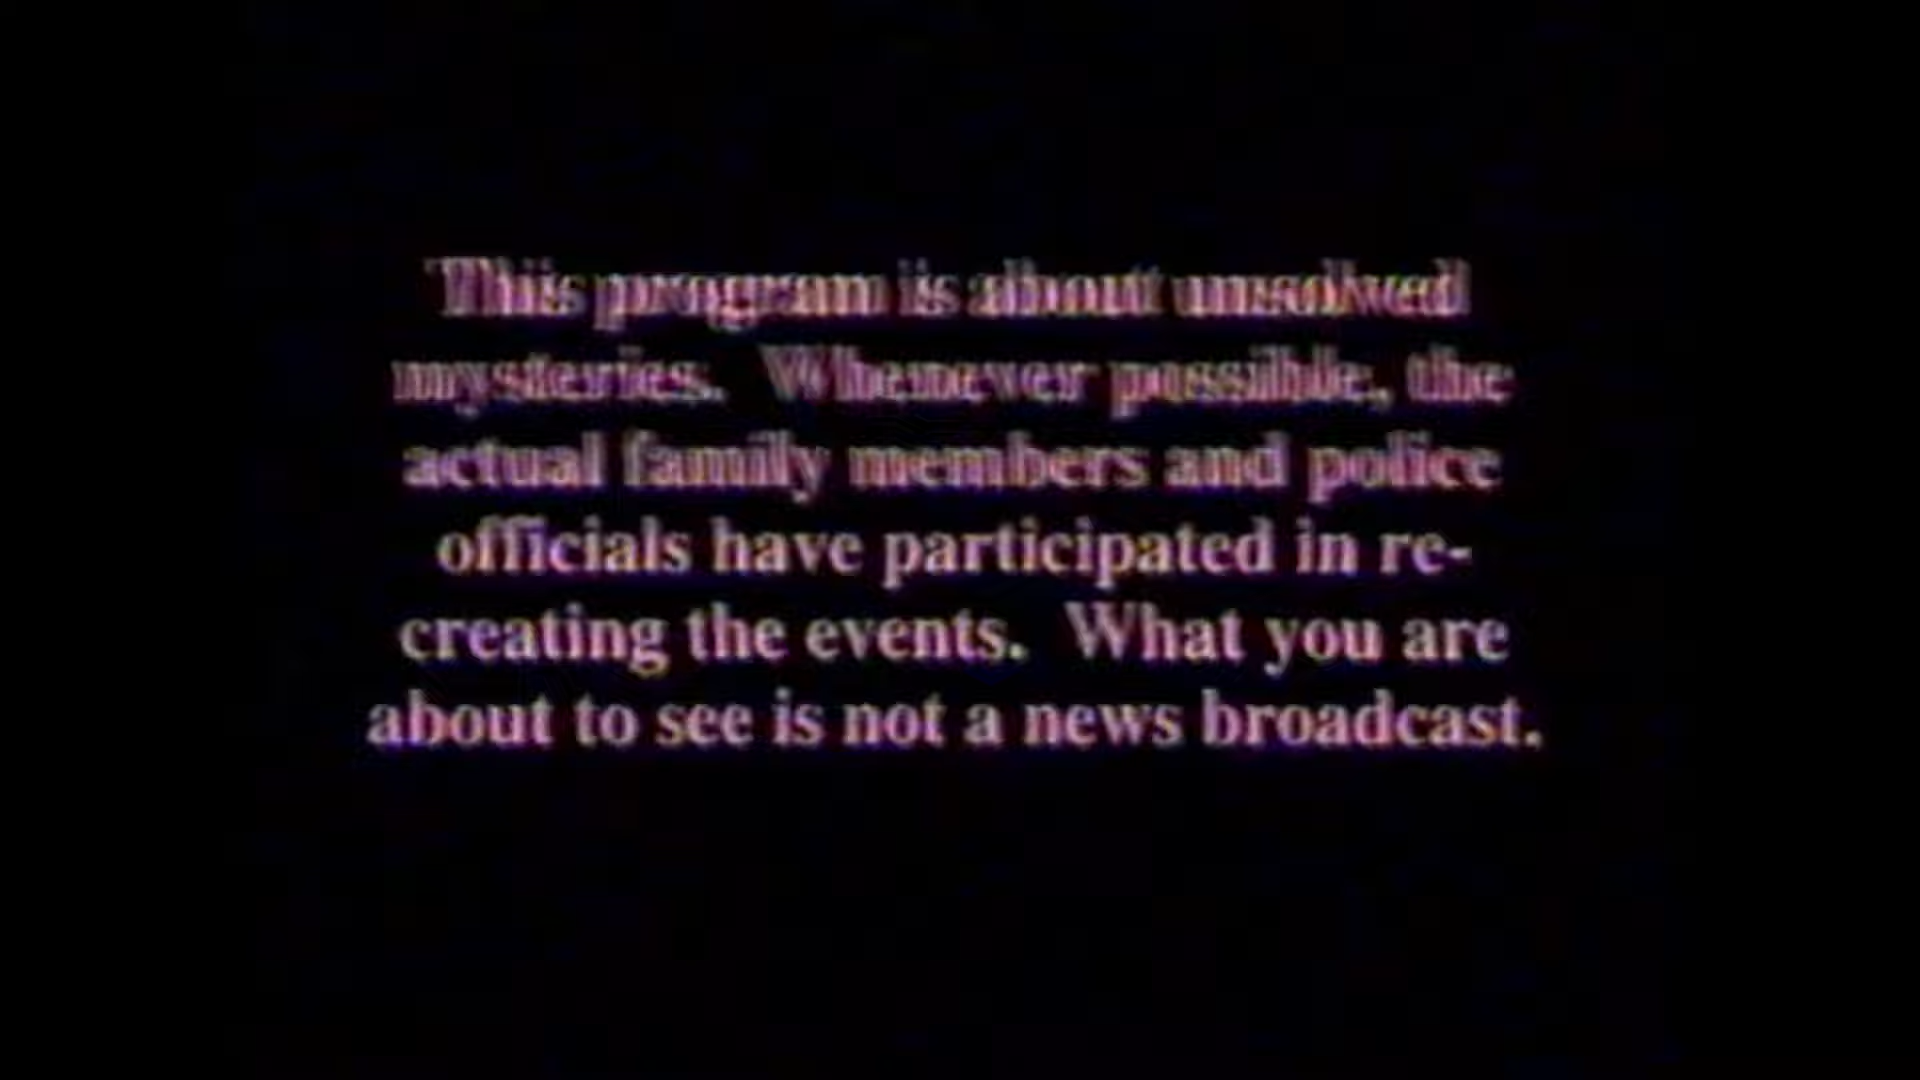 This program is about unsolved
mysteries.  Whenever possible, the
actual family members and police
officials have participated in re-
creating the events.  What you are
about to see is not a news broadcast.